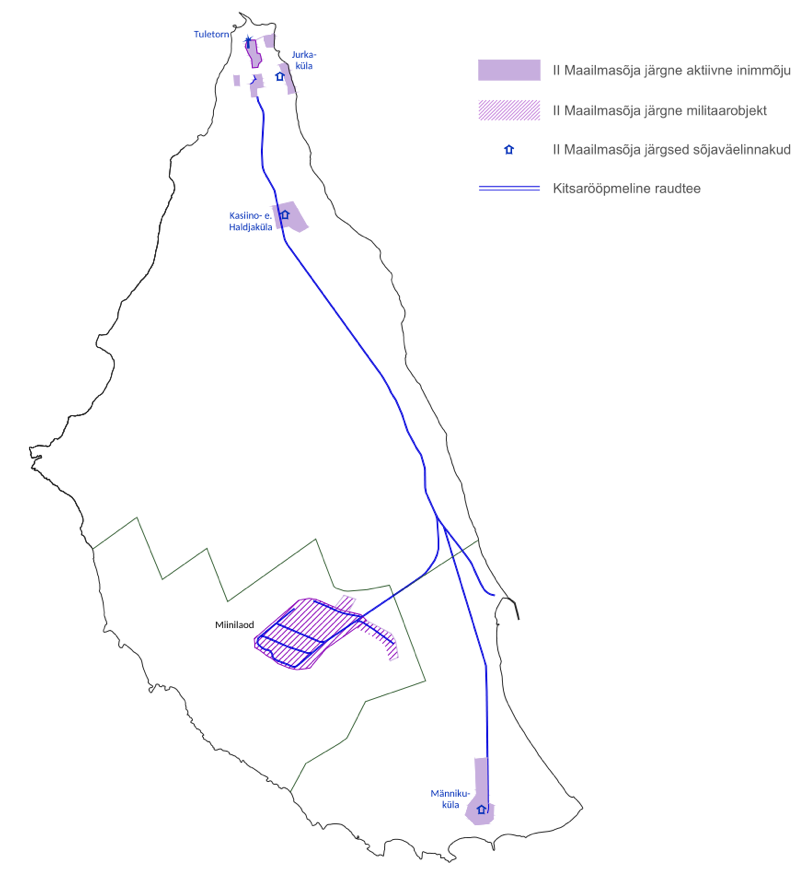 Tuletorn
Jurka-
küla
II Maailmasõja järgne aktiivne inimmõju
II Maailmasõja järgne militaarobjekt
II Maailmasõja järgsed sõjaväelinnakud
Kitsarööpmeline raudtee
Kasiino- e.
Haldjaküla
Miinilaod
Männiku-
küla